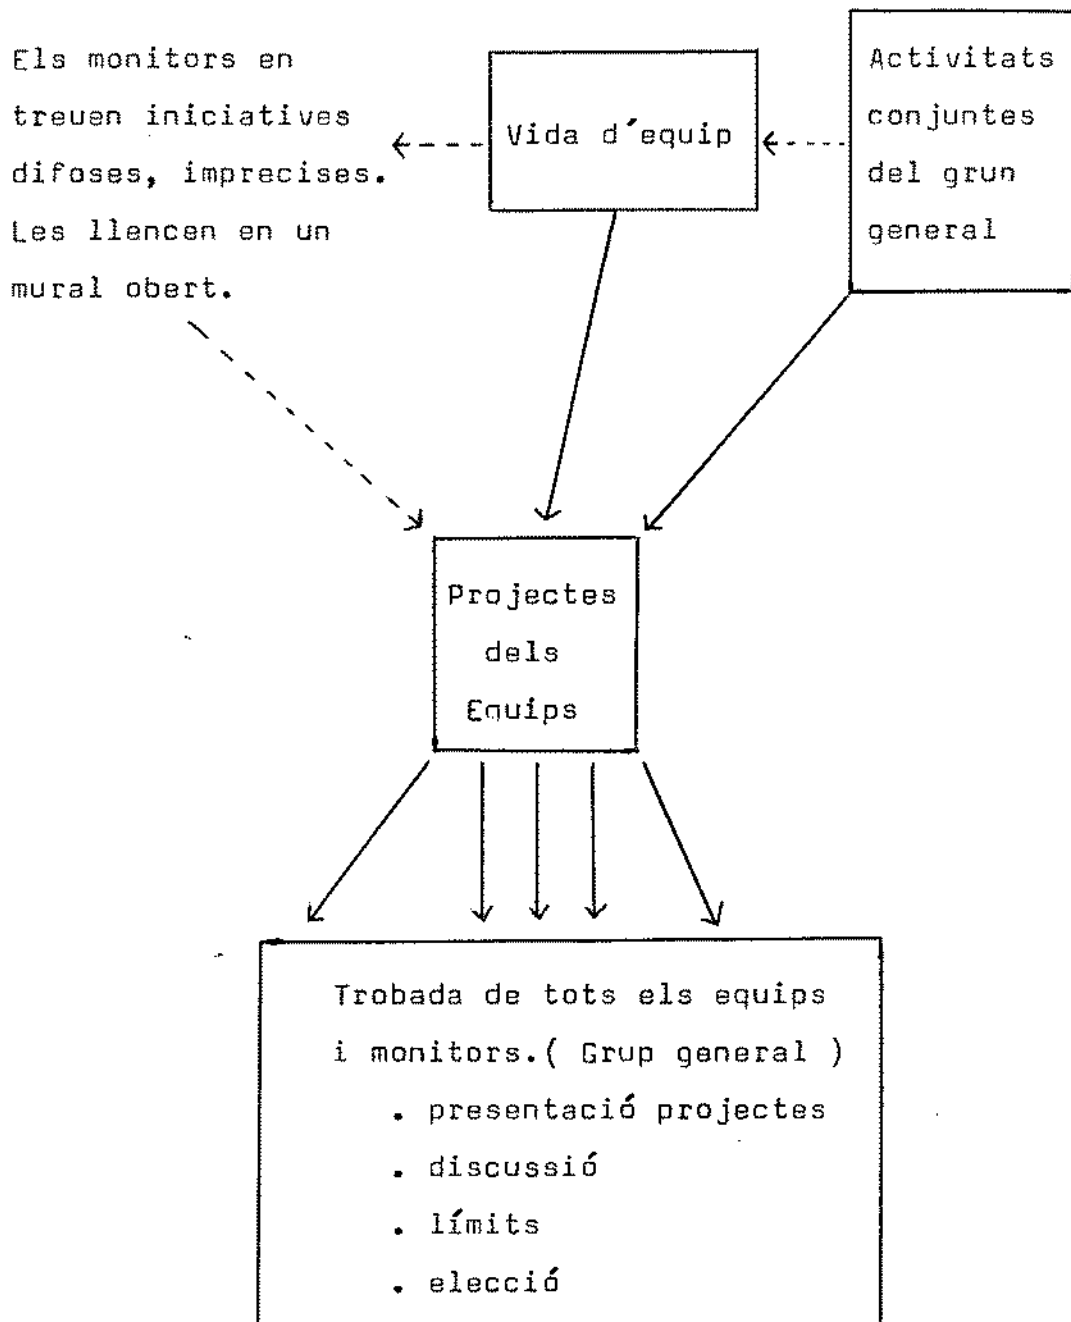 Els monitors en
treuen iniciatives
difoses, imprecises.
Les llencen en un
mural obert.
Vida d´equip
Activitats
conjuntes
del grun
general
Projectes
dels
Equips
Trobada de tots els equips
i monitors.( Grup general )
. presentació projectes
. discussió
. límits
. elecció